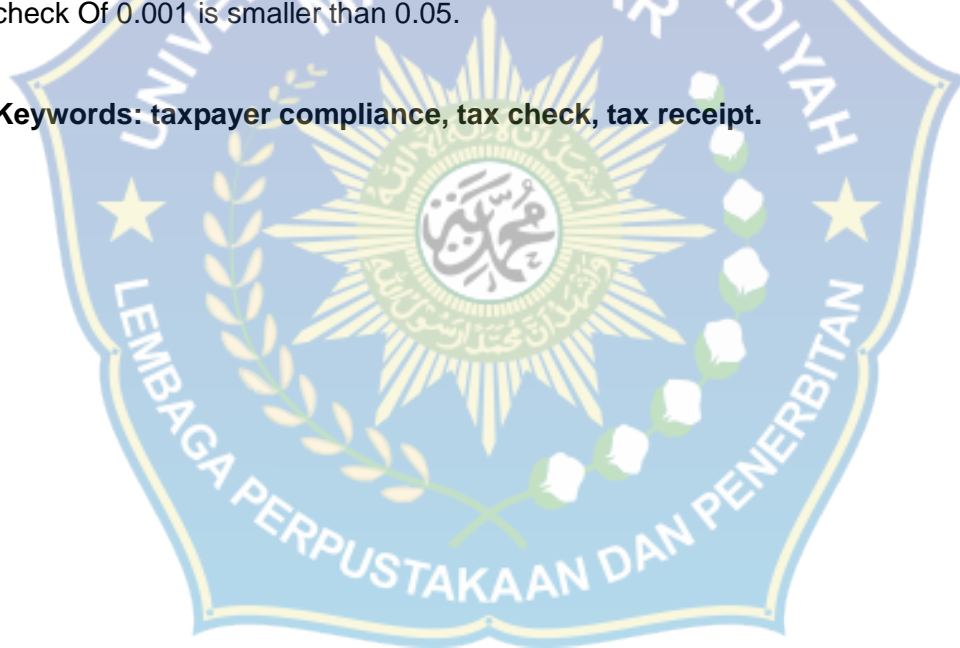 check Of 0.001 is smaller than 0.05.
Keywords: taxpayer compliance, tax check, tax receipt.
محمدية
LEMBAGA PERPUSTAKAAN DAN PENERBITAN